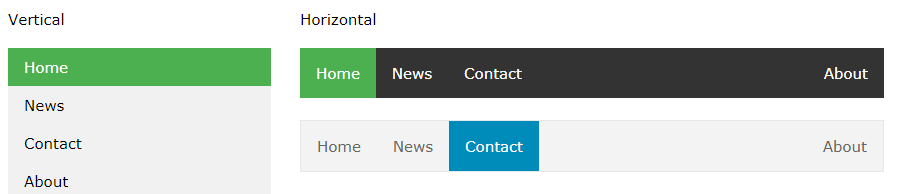 Vertical
Home
News
Contact
About
Horizontal
Home News Contact About
Home News Contact About